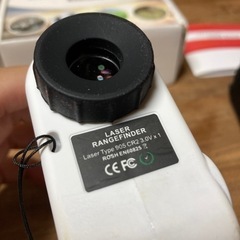 LASER
RANGEFINDER
Laser Type 905 CR2 3.0V x 1
ROSH EN60825
CE FC